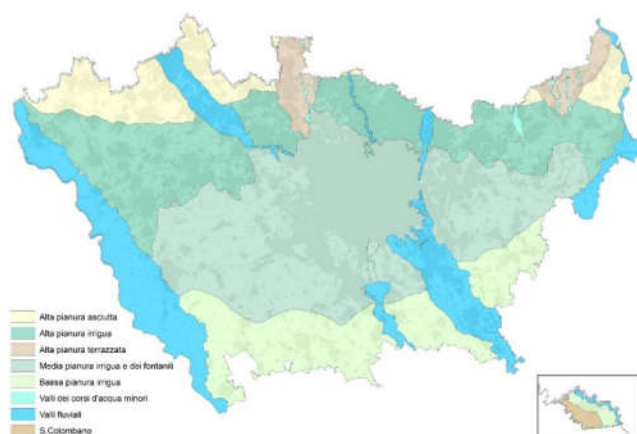 Alta pianura asciutta
Alta pianura irrigua
Alta pianura terrazzata
Media pianura irrigua e dei fontanili
Bassa pianura irrigua
Valli dei corsi d'acqua minori
Valli fluviali
S.Colombano